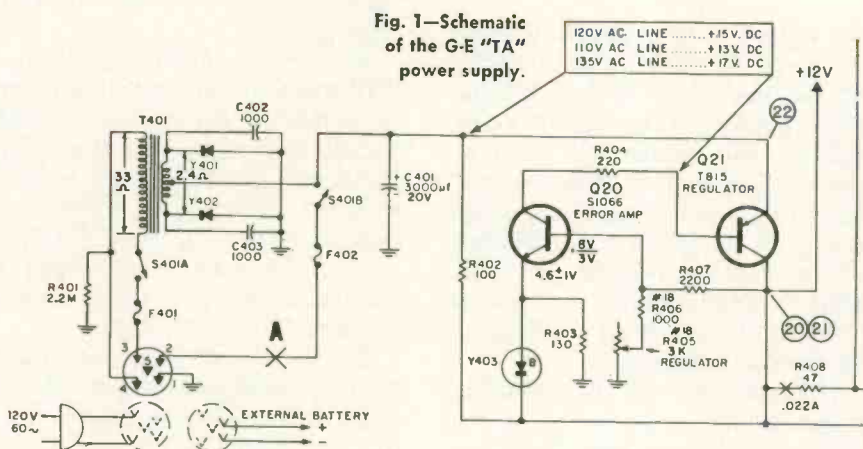 Fig. 1—Schematic
of the G-E "TA"
power supply.
120V AC LINE ........ +15V. DC
110V AC LINE ........ +13V. DC
135V AC LINE ........ +17V. DC
+12V
22
T401
C402
1000
33
Ω
Y401
2.4Ω
Y402
C403
1000
C401
3000µf
20V
+
-
S401B
F402
R404
220
Q21
T815
REGULATOR
Q20
S1066
ERROR AMP
8V
3V
4.6±1V
R402
100
R407
2200
#18
R406
1000
#18
R405
3K
REGULATOR
20
21
S401A
R401
2.2M
F401
A
3
2
S
4
1
R403
130
Y403
B
R408
47
.022A
120V
60~
EXTERNAL BATTERY
+
-